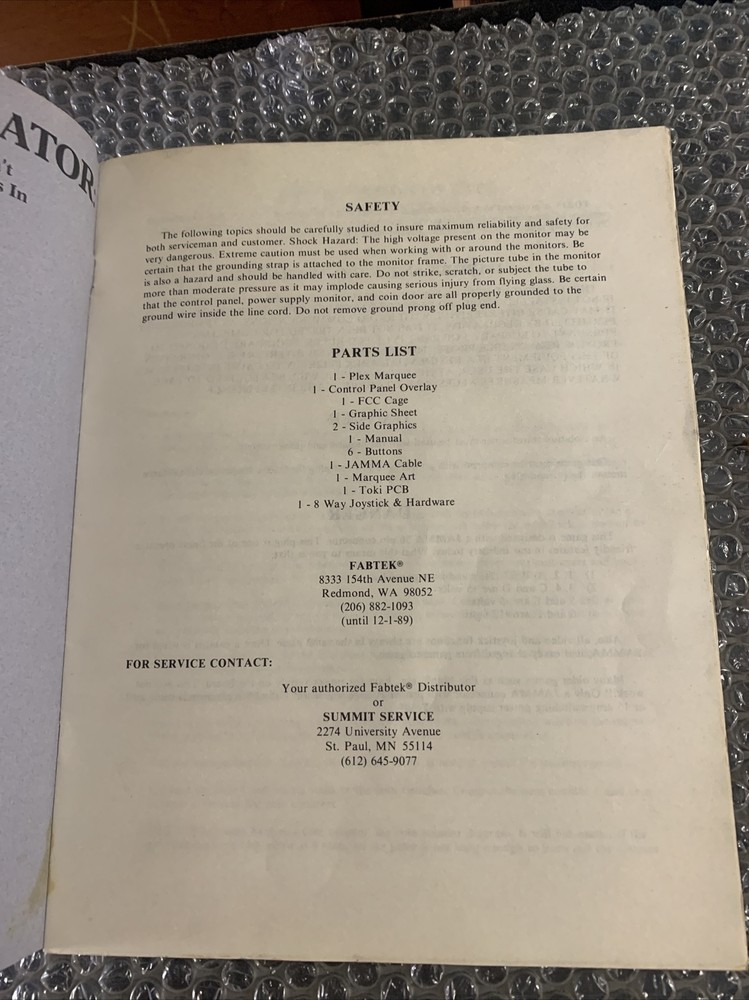 ATOR
't
s In
SAFETY
The following topics should be carefully studied to insure maximum reliability and safety for
both serviceman and customer. Shock Hazard: The high voltage present on the monitor may be
very dangerous. Extreme caution must be used when working with or around the monitors. Be
certain that the grounding strap is attached to the monitor frame. The picture tube in the monitor
is also a hazard and should be handled with care. Do not strike, scratch, or subject the tube to
more than moderate pressure as it may implode causing serious injury from flying glass. Be certain
that the control panel, power supply monitor, and coin door are all properly grounded to the
ground wire inside the line cord. Do not remove ground prong off plug end.
PARTS LIST
1 - Plex Marquee
1 - Control Panel Overlay
1 - FCC Cage
1 - Graphic Sheet
2 - Side Graphics
1 - Manual
6 - Buttons
1 - JAMMA Cable
1 - Marquee Art
1 - Toki PCB
1 - 8 Way Joystick & Hardware
FABTEK®
8333 154th Avenue NE
Redmond, WA 98052
(206) 882-1093
(until 12-1-89)
FOR SERVICE CONTACT:
Your authorized Fabtek® Distributor
or
SUMMIT SERVICE
2274 University Avenue
St. Paul, MN 55114
(612) 645-9077